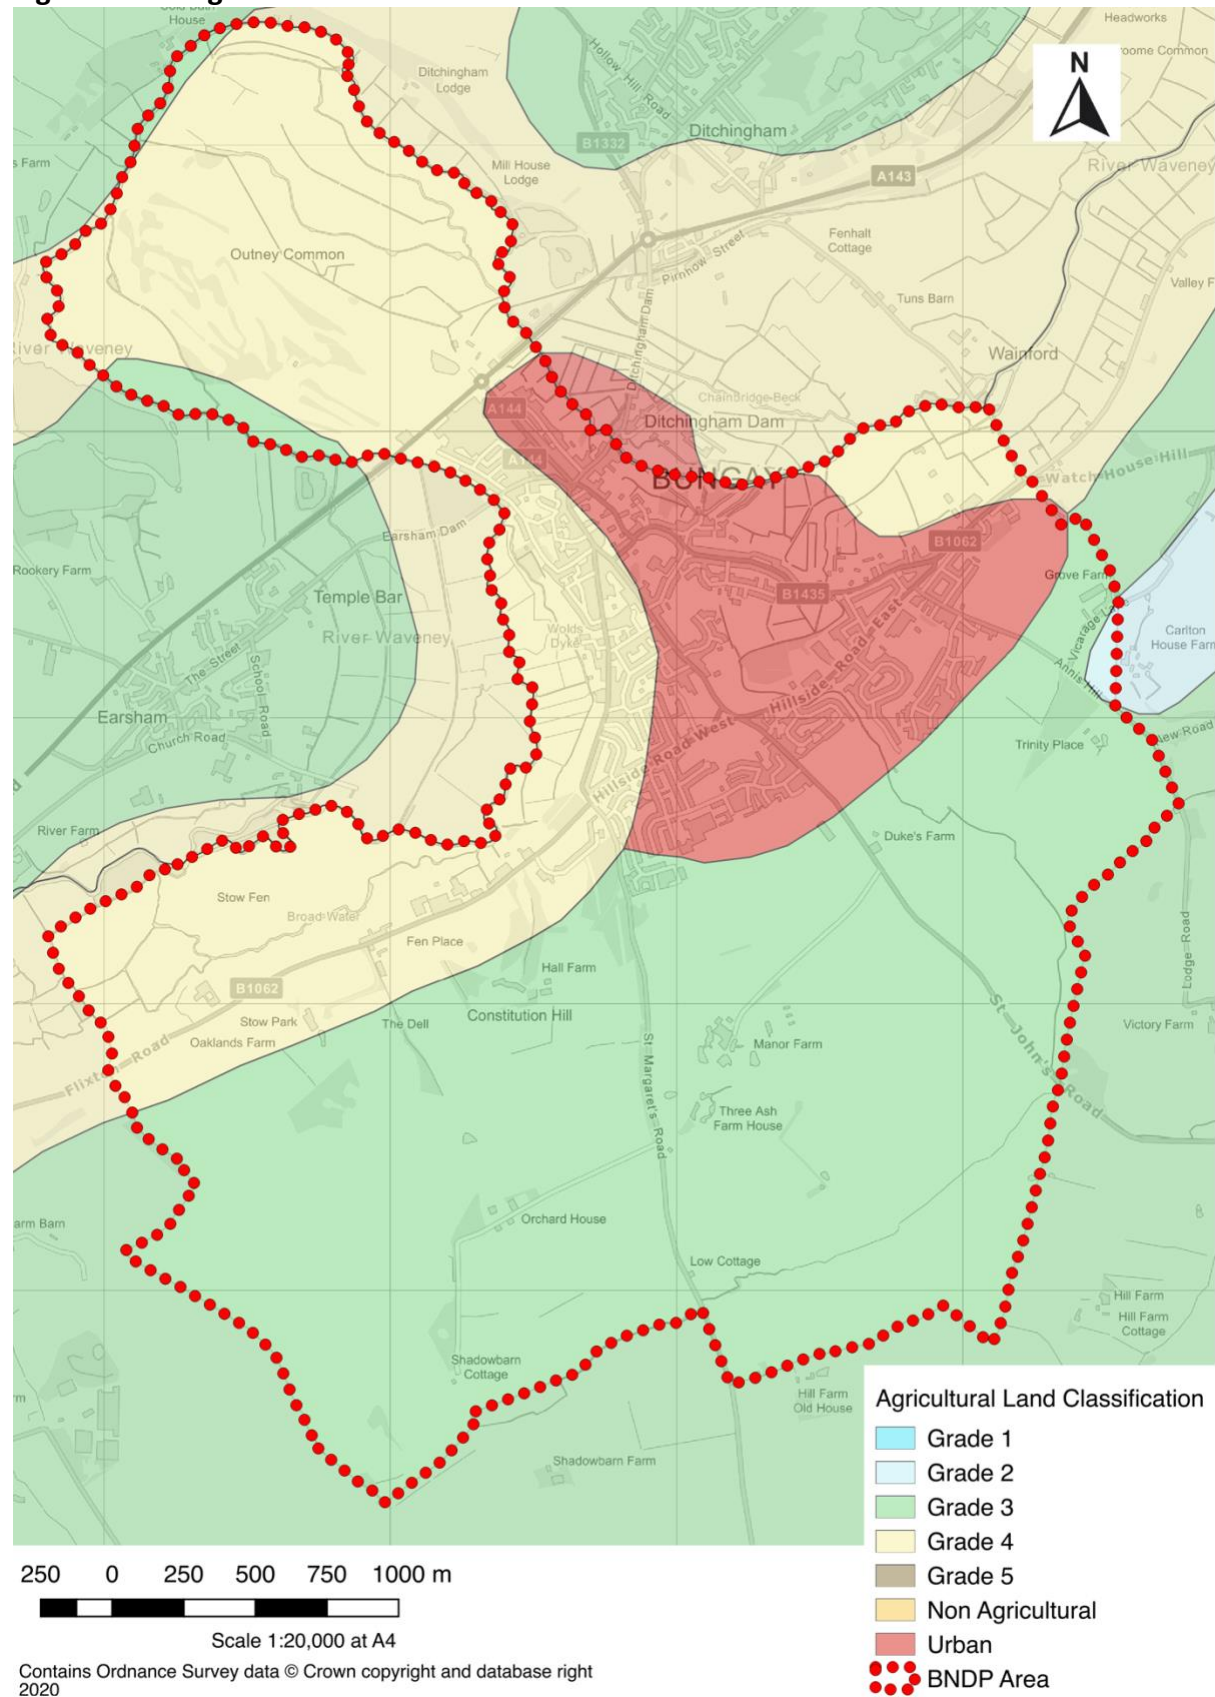 House
Hollow Hill Road
Headworks
roome Common
N
Ditchingham
Lodge
Ditchingham
B1332
s Farm
Mill House
Lodge
A143
River Waveney
Outney Common
Fenhalt
Cottage
Pirnhow Street
Tuns Barn
Valley F
Ditchingham Dam
River Waveney
Wainford
Chainbridge Beck
A144
Ditchingham Dam
A144
BUNGAY
Watch House Hill
Earsham Dam
B1062
Rookery Farm
Grove Farm
Temple Bar
B1435
Vicarage La
River Waveney
Wolds
Dyke
Carlton
House Farm
The Street
School Road
Hillside Road East
Annis Hill
Earsham
Church Road
Hillside Road West
New Road
Trinity Place
River Farm
Duke's Farm
Stow Fen
Broad Water
Fen Place
Lodge Road
Hall Farm
B1062
Constitution Hill
Stow Park
The Dell
St. Margaret's Road
St. John's Road
Oaklands Farm
Manor Farm
Victory Farm
Flixton Road
Three Ash
Farm House
Orchard House
arm Barn
Low Cottage
Hill Farm
Hill Farm
Cottage
Shadowbarn
Cottage
Hill Farm
Old House
rm
Shadowbarn Farm
Agricultural Land Classification
Grade 1
Grade 2
Grade 3
Grade 4
Grade 5
Non Agricultural
Urban
BNDP Area
250 0 250 500 750 1000 m
Scale 1:20,000 at A4
Contains Ordnance Survey data © Crown copyright and database right
2020